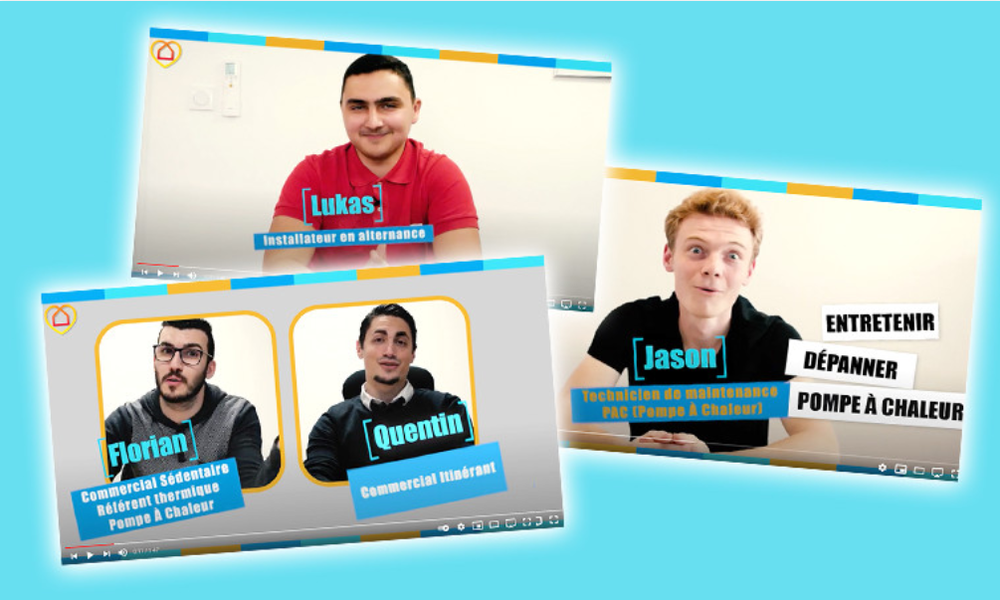 Lukas
Installateur en alternance
Jason
Technicien de maintenance
PAC (Pompe À Chaleur)
ENTRETENIR
DÉPANNER
POMPE À CHALEUR
Florian
Commercial Sédentaire
Référent thermique
Pompe À Chaleur
Quentin
Commercial Itinérant